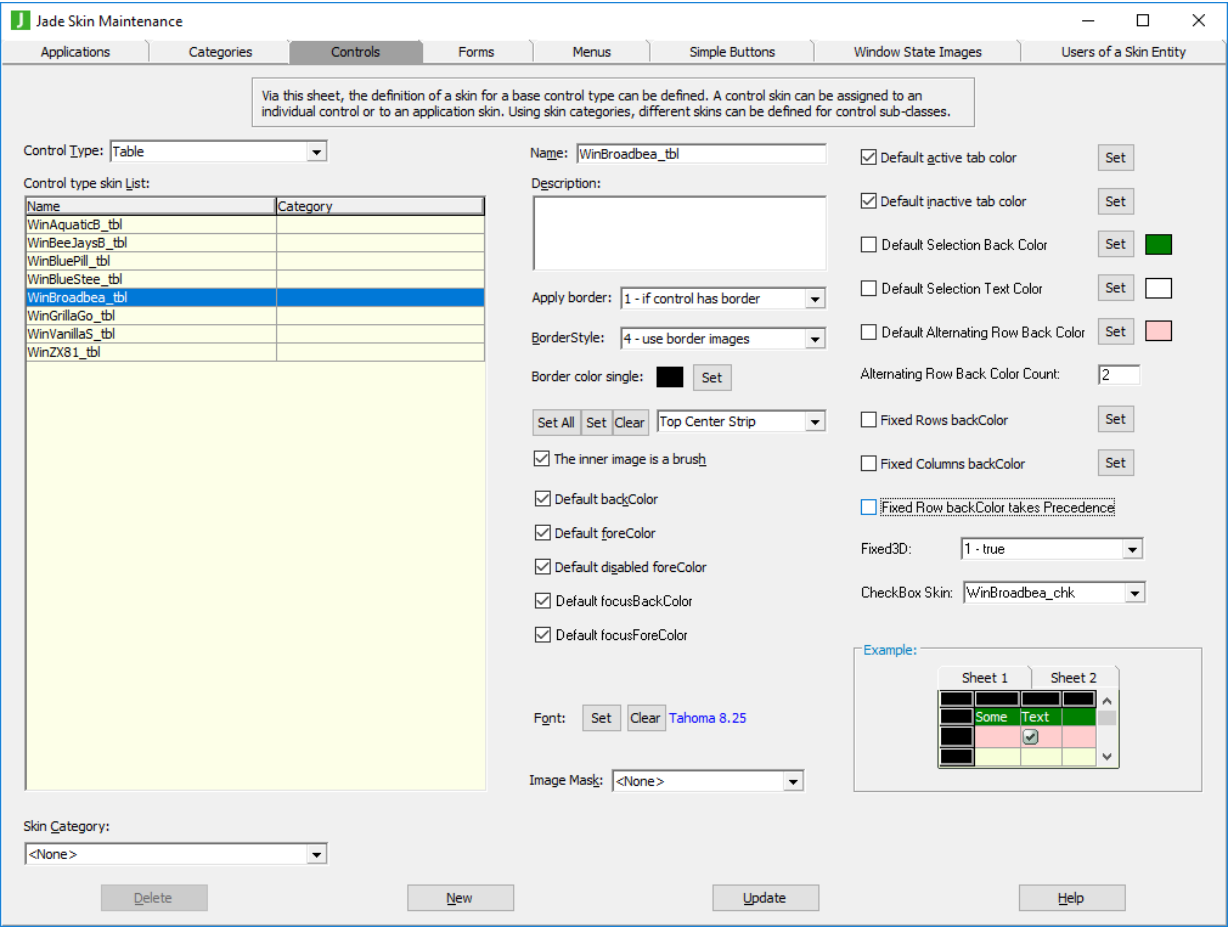 J Jade Skin Maintenance
Applications Categories Controls Forms Menus Simple Buttons Window State Images Users of a Skin Entity
Via this sheet, the definition of a skin for a base control type can be defined. A control skin can be assigned to an
individual control or to an application skin. Using skin categories, different skins can be defined for control sub-classes.
Control Type: Table
Control type skin List:
Name Category
WinAquaticB_tbl
WinBeeJaysB_tbl
WinBluePill_tbl
WinBlueStee_tbl
WinBroadbea_tbl
WinGrillaGo_tbl
WinVanillaS_tbl
WinZX81_tbl
Skin Category:
<None>
Name: WinBroadbea_tbl
Description:
Apply border: 1 - if control has border
BorderStyle: 4 - use border images
Border color single: Set
Set All Set Clear Top Center Strip
The inner image is a brush
Default backColor
Default foreColor
Default disabled foreColor
Default focusBackColor
Default focusForeColor
Font: Set Clear Tahoma 8.25
Image Mask: <None>
Default active tab color Set
Default inactive tab color Set
Default Selection Back Color Set
Default Selection Text Color Set
Default Alternating Row Back Color Set
Alternating Row Back Color Count: 2
Fixed Rows backColor Set
Fixed Columns backColor Set
Fixed Row backColor takes Precedence
Fixed3D: 1 - true
CheckBox Skin: WinBroadbea_chk
Example:
Sheet 1 Sheet 2
Some Text
Delete New Update Help